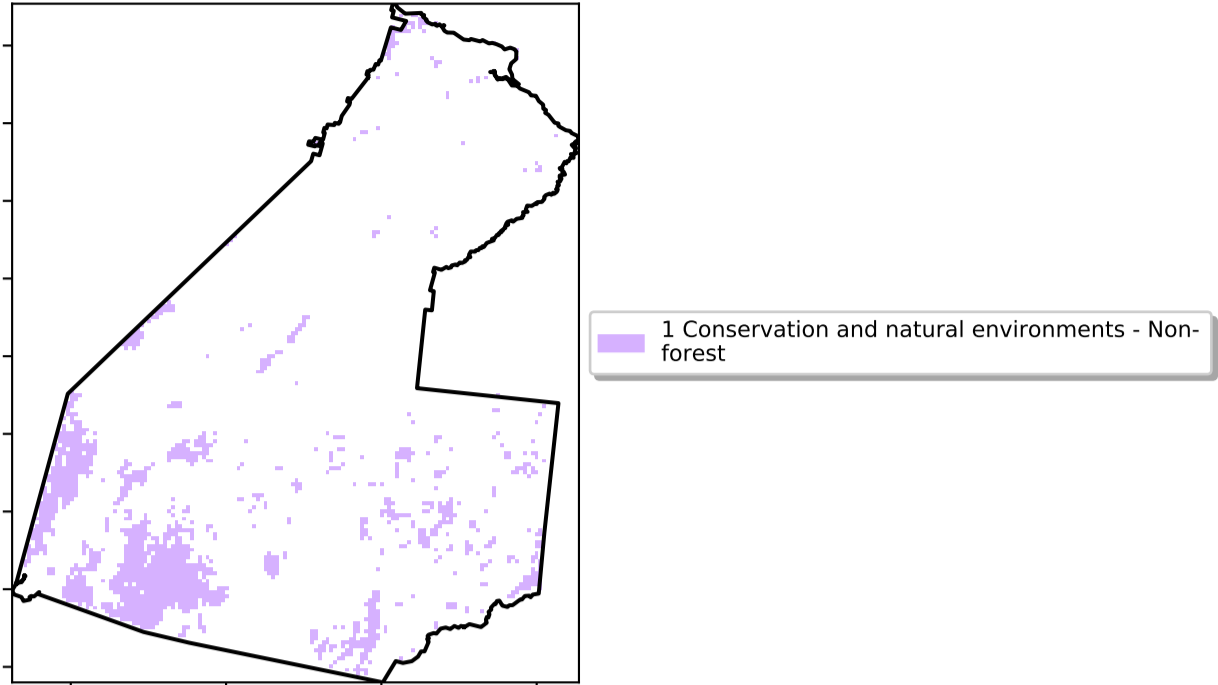 1 Conservation and natural environments - Non-
forest